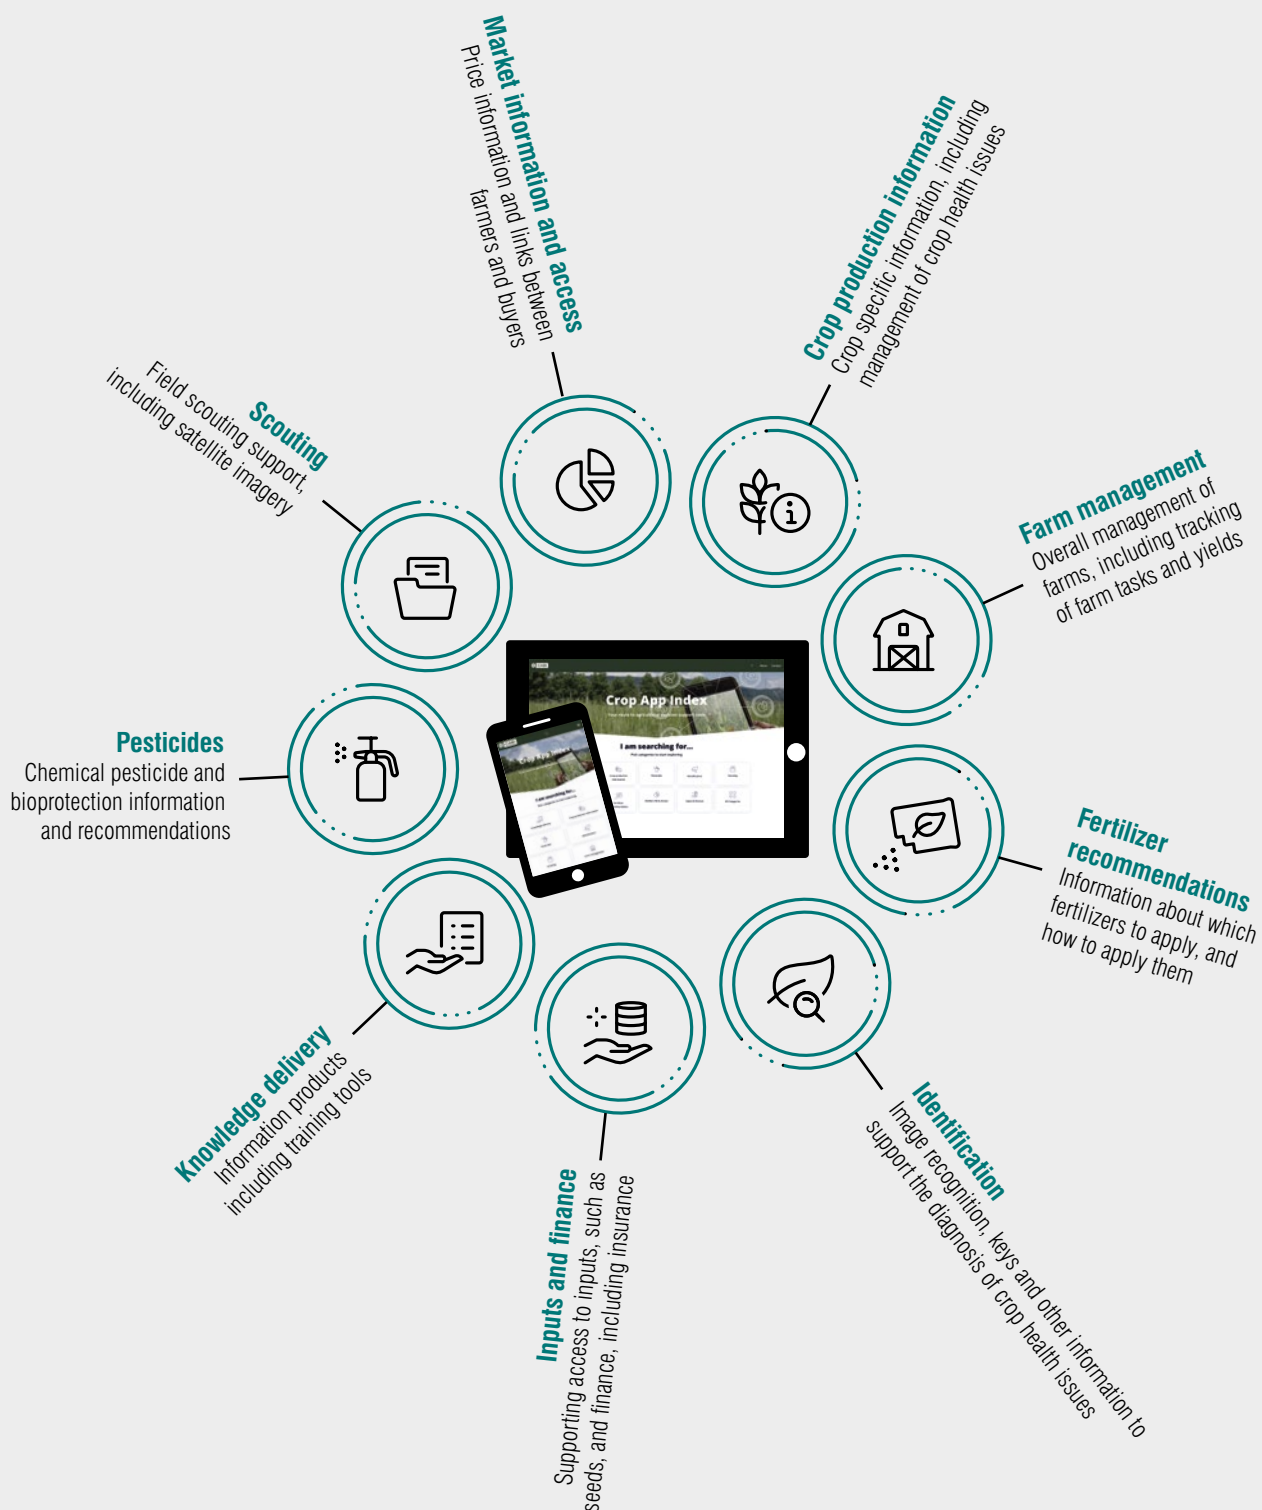 Market information and access
Price information and links between
farmers and buyers
Crop production information
Crop specific information, including
management of crop health issues
Farm management
Overall management of
farms, including tracking
of farm tasks and yields
Fertilizer
recommendations
Information about which
fertilizers to apply, and
how to apply them
Identification
Image recognition, keys and other information to
support the diagnosis of crop health issues
Inputs and finance
Supporting access to inputs, such as
seeds, and finance, including insurance
Knowledge delivery
Information products
including training tools
Pesticides
Chemical pesticide and
bioprotection information
and recommendations
Scouting
Field scouting support,
including satellite imagery
Crop App Index
I am searching for...
I am searching for...